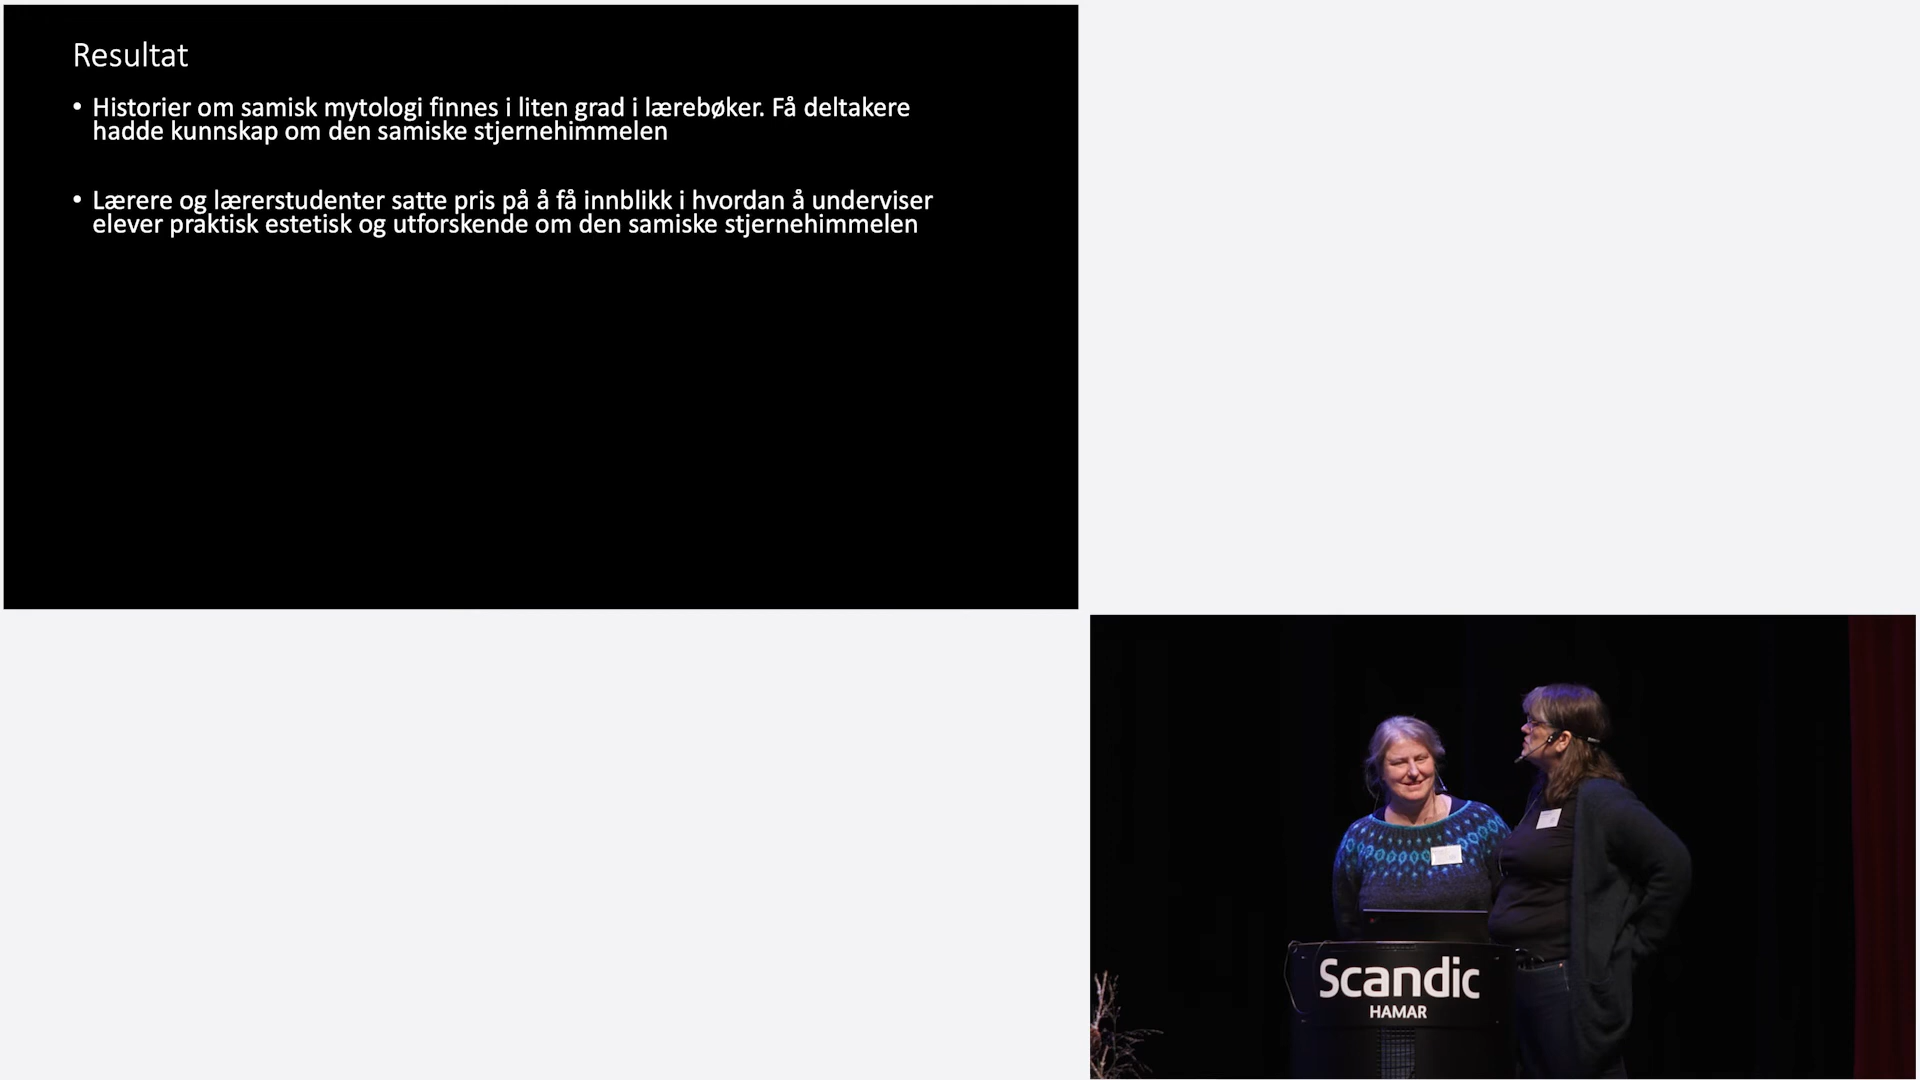 Resultat
• Historier om samisk mytologi finnes i liten grad i lærebøker. Få deltakere
hadde kunnskap om den samiske stjernehimmelen
• Lærere og lærerstudenter satte pris på å få innblikk i hvordan å underviser
elever praktisk estetisk og utforskende om den samiske stjernehimmelen
Scandic
HAMAR